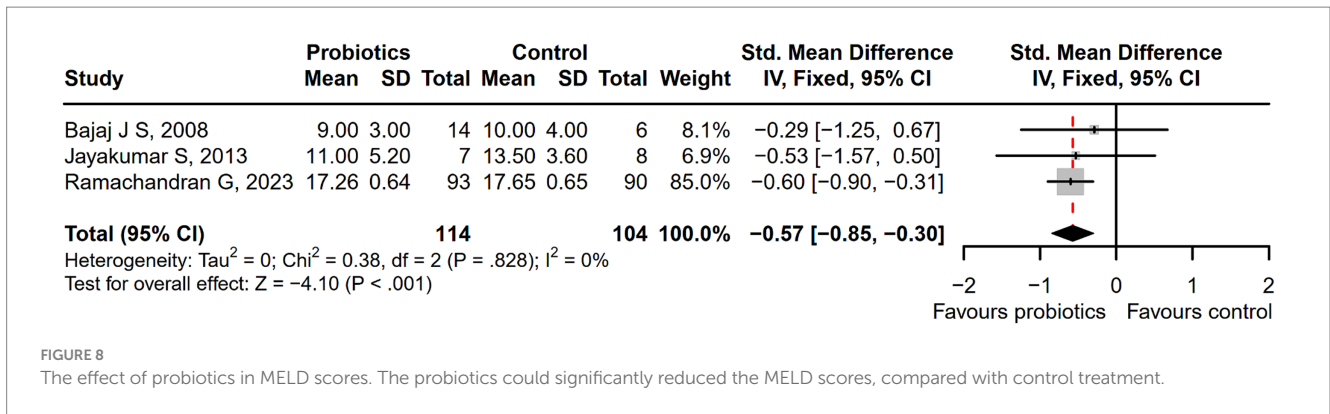 Probiotics Control Std. Mean Difference Std. Mean Difference
Study Mean SD Total Mean SD Total Weight IV, Fixed, 95% CI IV, Fixed, 95% CI
Bajaj J S, 2008 9.00 3.00 14 10.00 4.00 6 8.1% −0.29 [−1.25, 0.67]
Jayakumar S, 2013 11.00 5.20 7 13.50 3.60 8 6.9% −0.53 [−1.57, 0.50]
Ramachandran G, 2023 17.26 0.64 93 17.65 0.65 90 85.0% −0.60 [−0.90, −0.31]
Total (95% CI) 114 104 100.0% −0.57 [−0.85, −0.30]
Heterogeneity: Tau² = 0; Chi² = 0.38, df = 2 (P = .828); I² = 0%
Test for overall effect: Z = −4.10 (P < .001)
−2 −1 0 1 2
Favours probiotics Favours control
FIGURE 8
The effect of probiotics in MELD scores. The probiotics could significantly reduced the MELD scores, compared with control treatment.